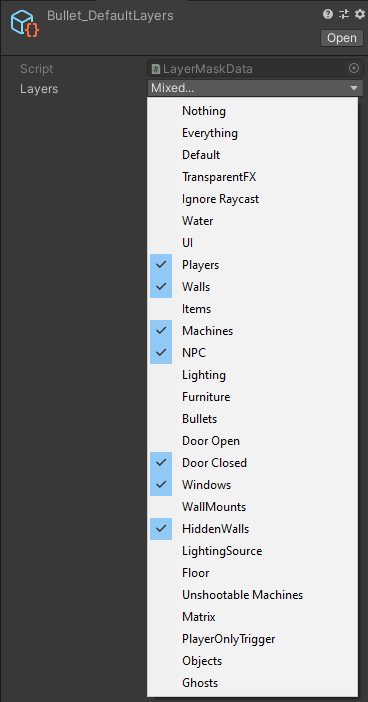 Bullet_DefaultLayers
Open
Script LayerMaskData
Layers Mixed...
Nothing
Everything
Default
TransparentFX
Ignore Raycast
Water
UI
Players
Walls
Items
Machines
NPC
Lighting
Furniture
Bullets
Door Open
Door Closed
Windows
WallMounts
HiddenWalls
LightingSource
Floor
Unshootable Machines
Matrix
PlayerOnlyTrigger
Objects
Ghosts